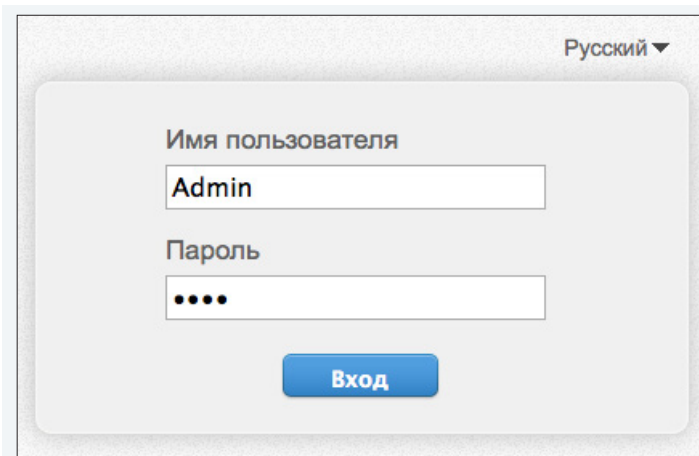 Русский
Имя пользователя
Admin
Пароль
••••
Вход